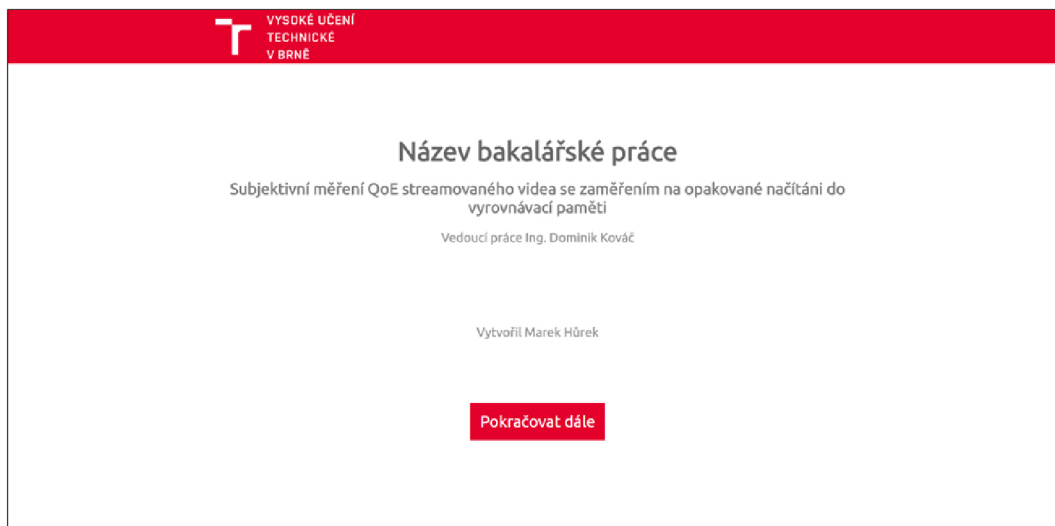 VYSOKÉ UČENÍ
TECHNICKÉ
V BRNĚ
Název bakalářské práce
Subjektivní měření QoE streamovaného videa se zaměřením na opakované načítáni do
vyrovnávací paměti
Vedoucí práce Ing. Dominik Kováč
Vytvořil Marek Hůrek
Pokračovat dále